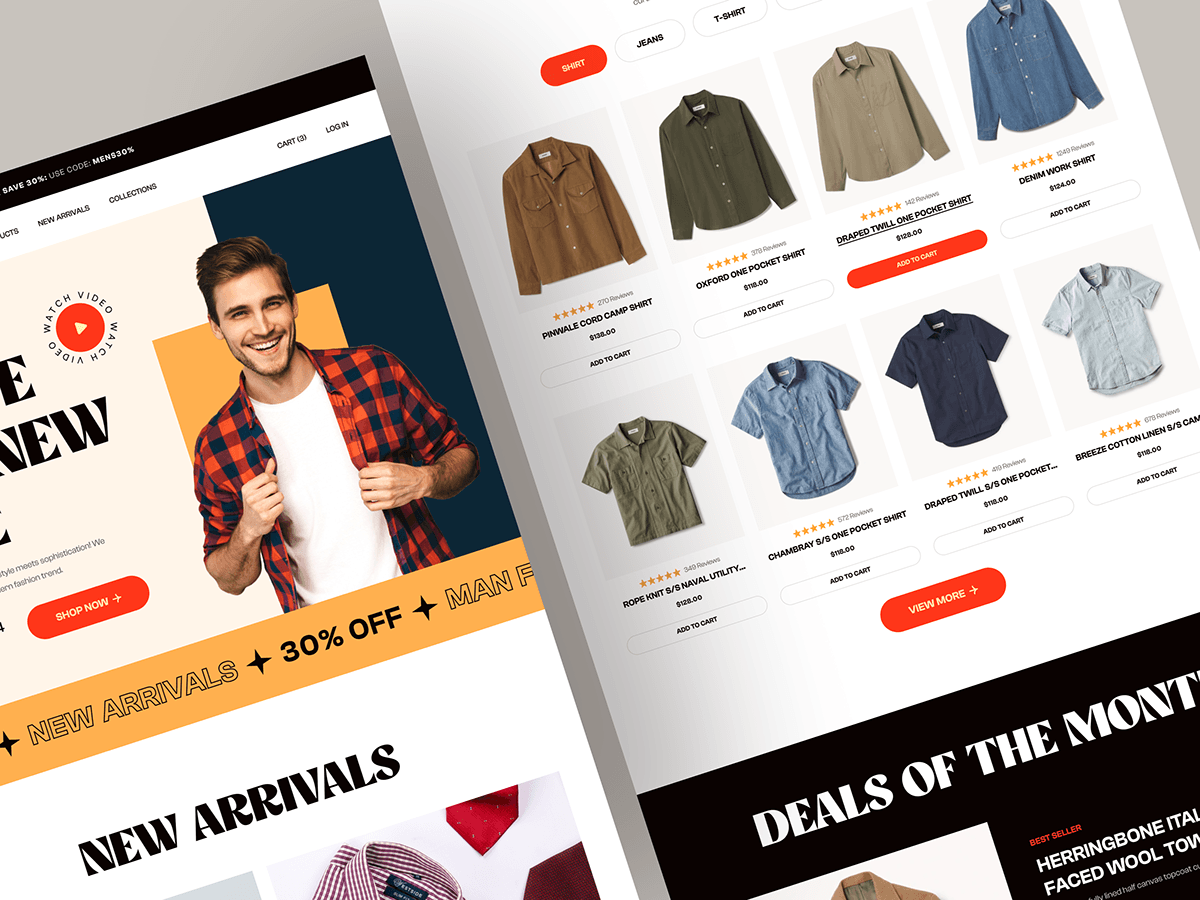 SAVE 30%: USE CODE: MENS30%
CART (3)
LOG IN
NEW ARRIVALS
COLLECTIONS
WATCH VIDEO WATCH VIDEO
NEW
style meets sophistication! We
fashion trend.
SHOP NOW
NEW ARRIVALS
30% OFF
MAN
NEW ARRIVALS
SHIRT
JEANS
T-SHIRT
270 Reviews
PINWALE CORD CAMP SHIRT
$138.00
ADD TO CART
378 Reviews
OXFORD ONE POCKET SHIRT
$118.00
ADD TO CART
142 Reviews
DRAPED TWILL ONE POCKET SHIRT
$128.00
ADD TO CART
1249 Reviews
DENIM WORK SHIRT
$124.00
ADD TO CART
349 Reviews
ROPE KNIT S/S NAVAL UTILITY...
$128.00
ADD TO CART
572 Reviews
CHAMBRAY S/S ONE POCKET SHIRT
$118.00
ADD TO CART
419 Reviews
DRAPED TWILL S/S ONE POCKET...
$118.00
ADD TO CART
678 Reviews
BREEZE COTTON LINEN S/S CAM
$118.00
ADD TO CART
VIEW MORE
DEALS OF THE MONT
BEST SELLER
HERRINGBONE ITAL
FACED WOOL TOW
fully lined half canvas topcoat